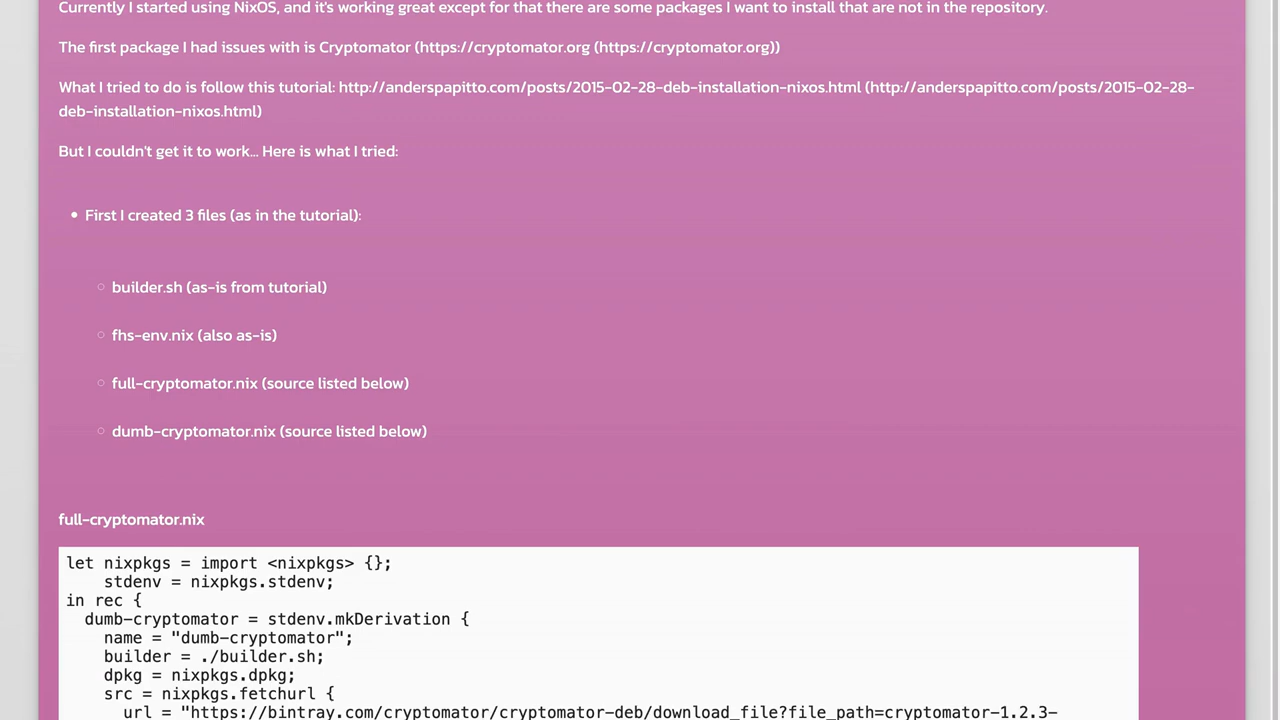 Currently I started using NixOS, and it's working great except for that there are some packages I want to install that are not in the repository.
The first package I had issues with is Cryptomator (https://cryptomator.org (https://cryptomator.org))
What I tried to do is follow this tutorial: http://anderspapitto.com/posts/2015-02-28-deb-installation-nixos.html (http://anderspapitto.com/posts/2015-02-28-
deb-installation-nixos.html)
But I couldn't get it to work... Here is what I tried:
First I created 3 files (as in the tutorial):
builder.sh (as-is from tutorial)
fhs-env.nix (also as-is)
full-cryptomator.nix (source listed below)
dumb-cryptomator.nix (source listed below)
full-cryptomator.nix
let nixpkgs = import <nixpkgs> {};
    stdenv = nixpkgs.stdenv;
in rec {
  dumb-cryptomator = stdenv.mkDerivation {
    name = "dumb-cryptomator";
    builder = ./builder.sh;
    dpkg = nixpkgs.dpkg;
    src = nixpkgs.fetchurl {
      url = "https://bintray.com/cryptomator/cryptomator-deb/download_file?file_path=cryptomator-1.2.3-